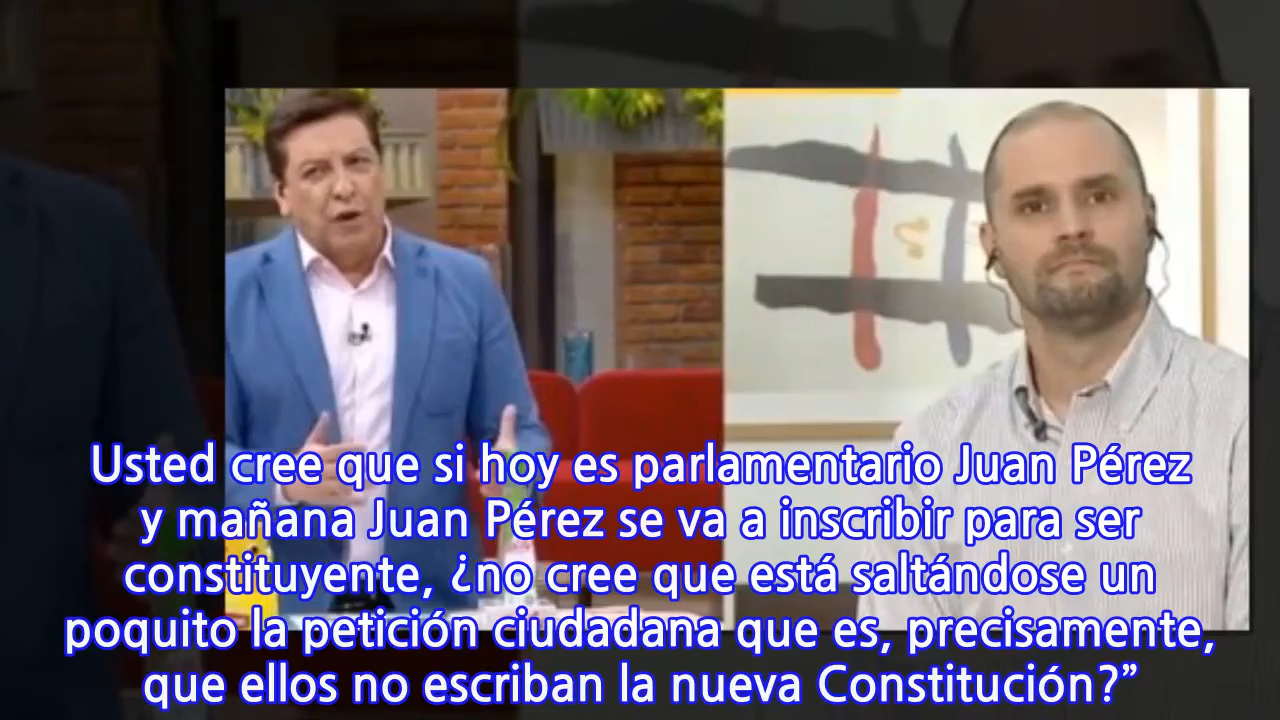 Usted cree que si hoy es parlamentario Juan Pérez
y mañana Juan Pérez se va a inscribir para ser
constituyente, ¿no cree que está saltándose un
poquito la petición ciudadana que es, precisamente,
que ellos no escriban la nueva Constitución?”